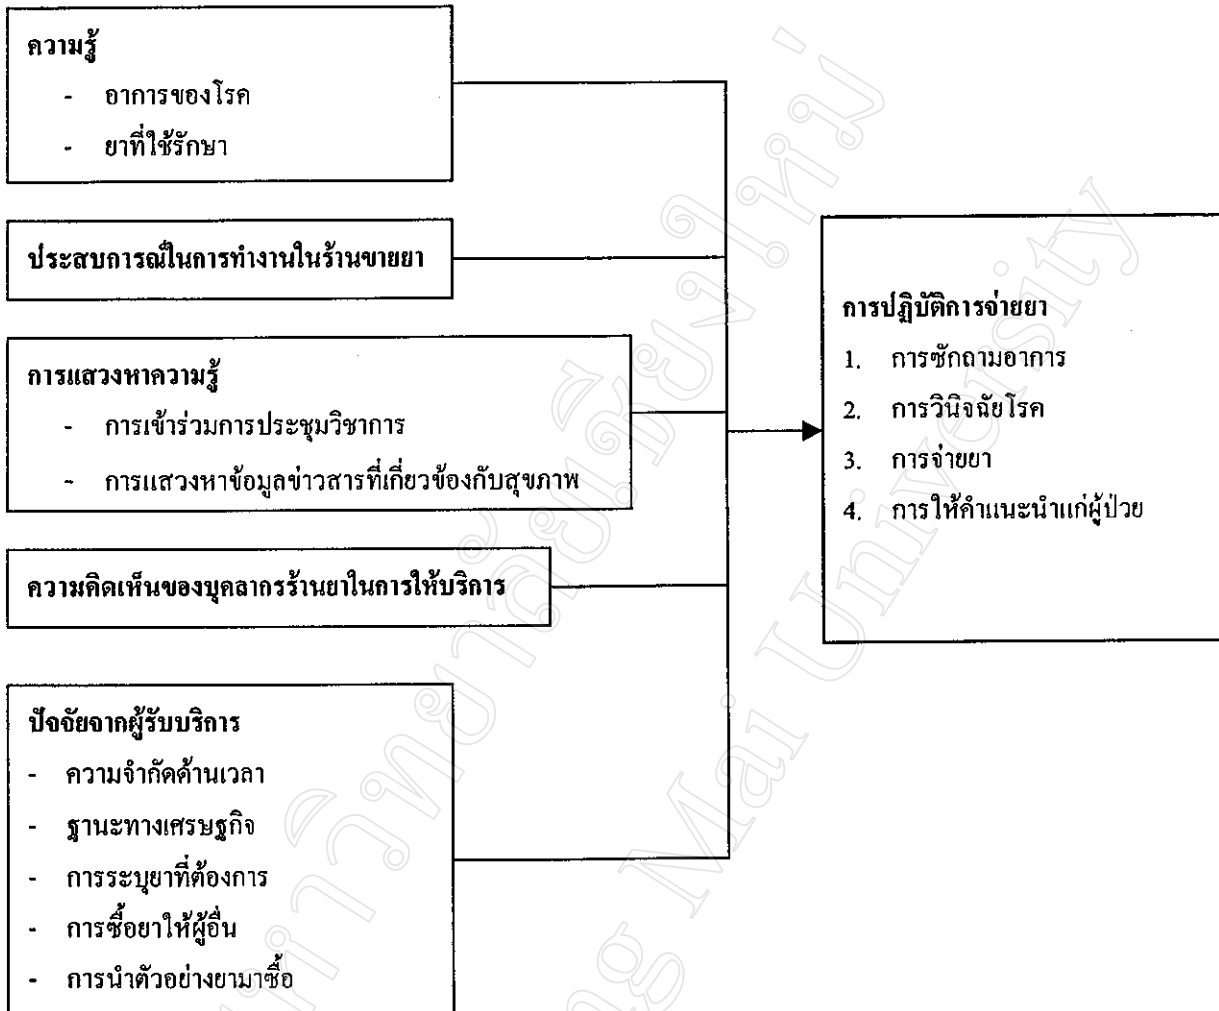 ความรู้
- อาการของโรค
- ยาที่ใช้รักษา
ประสบการณ์ในการทำงานในร้านขายยา
การแสวงหาความรู้
- การเข้าร่วมการประชุมวิชาการ
- การแสวงหาข้อมูลข่าวสารที่เกี่ยวข้องกับสุขภาพ
ความคิดเห็นของบุคลากรร้านยาในการให้บริการ
ปัจจัยจากผู้รับบริการ
- ความจำกัดด้านเวลา
- ฐานะทางเศรษฐกิจ
- การระบุยาที่ต้องการ
- การซื้อยาให้ผู้อื่น
- การนำตัวอย่างยามาซื้อ
การปฏิบัติการจ่ายยา
1. การซักถามอาการ
2. การวินิจฉัยโรค
3. การจ่ายยา
4. การให้คำแนะนำแก่ผู้ป่วย
วิทยาลัยเชียงใหม่
ng Mai University